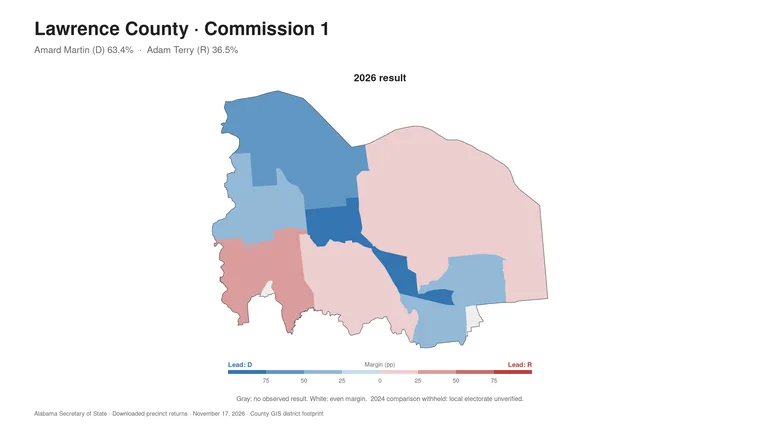 Lawrence County · Commission 1
Amard Martin (D) 63.4% · Adam Terry (R) 36.5%
2026 result
Lead: D Margin (pp) Lead: R
75 50 25 0 25 50 75
Gray: no observed result. White: even margin. 2024 comparison withheld: local electorate unverified.
Alabama Secretary of State · Downloaded precinct returns · November 17, 2026 · County GIS district footprint